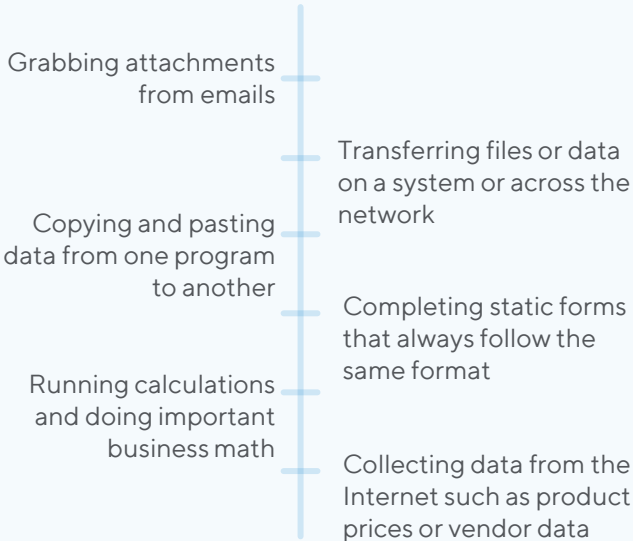 Grabbing attachments
from emails
Transferring files or data
on a system or across the
network
Copying and pasting
data from one program
to another
Completing static forms
that always follow the
same format
Running calculations
and doing important
business math
Collecting data from the
Internet such as product
prices or vendor data